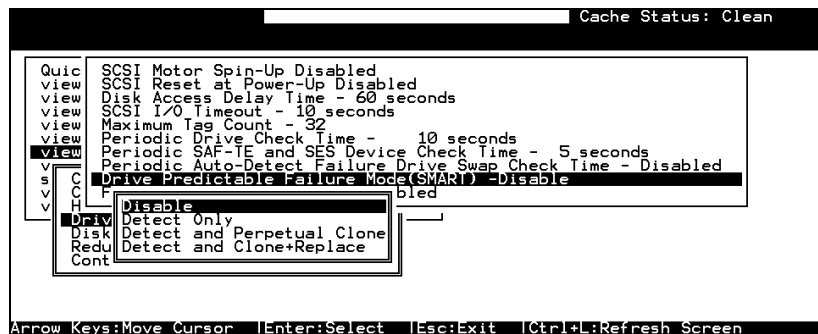 Cache Status: Clean
Quic SCSI Motor Spin-Up Disabled
view SCSI Reset at Power-Up Disabled
view Disk Access Delay Time - 60 seconds
view SCSI I/O Timeout - 10 seconds
view Maximum Tag Count - 32
view Periodic Drive Check Time - 10 seconds
view Periodic SAF-TE and SES Device Check Time - 5 seconds
v Periodic Auto-Detect Failure Drive Swap Check Time - Disabled
s C Drive Predictable Failure Mode(SMART) -Disable
v C F bled
v H Disable
Driv Detect Only
Disk Detect and Perpetual Clone
Redu Detect and Clone+Replace
Cont
Arrow Keys:Move Cursor |Enter:Select |Esc:Exit |Ctrl+L:Refresh Screen